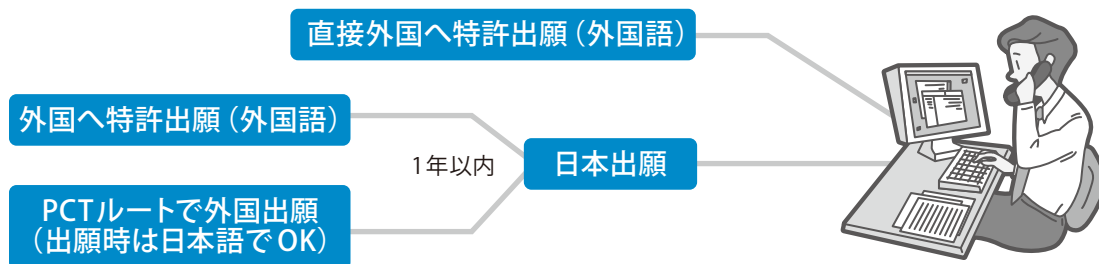 直接外国へ特許出願（外国語）
外国へ特許出願（外国語）
1年以内
日本出願
PCTルートで外国出願
（出願時は日本語でOK）